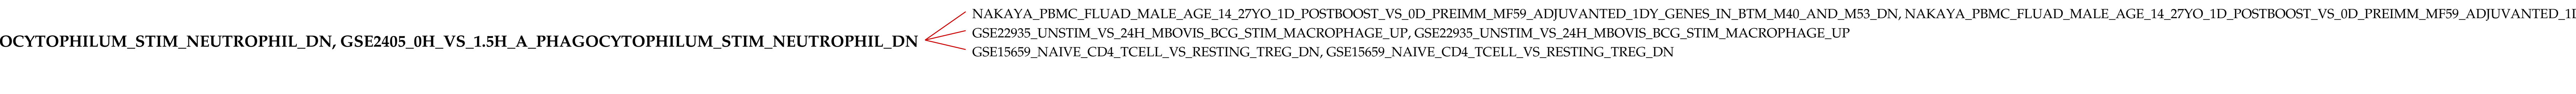 NAKAYA_PBMC_FLUAD_MALE_AGE_14_27YO_1D_POSTBOOST_VS_0D_PREIMM_MF59_ADJUVANTED_1DY_GENES_IN_BTM_M40_AND_M53_DN, NAKAYA_PBMC_FLUAD_MALE_AGE_14_27YO_1D_POSTBOOST_VS_0D_PREIMM_MF59_ADJUVANTED_1D
GSE22935_UNSTIM_VS_24H_MBOVIS_BCG_STIM_MACROPHAGE_UP, GSE22935_UNSTIM_VS_24H_MBOVIS_BCG_STIM_MACROPHAGE_UP
OCYTOPHILUM_STIM_NEUTROPHIL_DN, GSE2405_0H_VS_1.5H_A_PHAGOCYTOPHILUM_STIM_NEUTROPHIL_DN
GSE15659_NAIVE_CD4_TCELL_VS_RESTING_TREG_DN, GSE15659_NAIVE_CD4_TCELL_VS_RESTING_TREG_DN